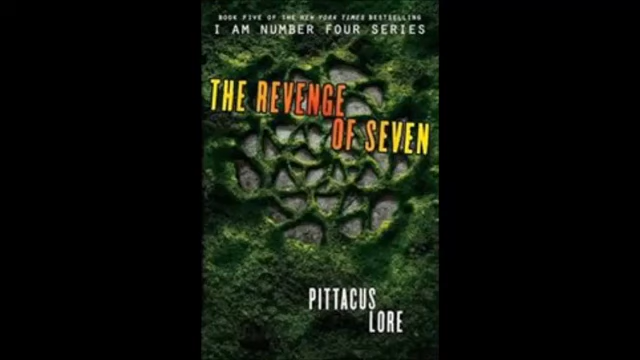 BOOK FIVE OF THE NEW YORK TIMES BESTSELLING
I AM NUMBER FOUR SERIES
THE REVENGE
OF SEVEN
PITTACUS
LORE